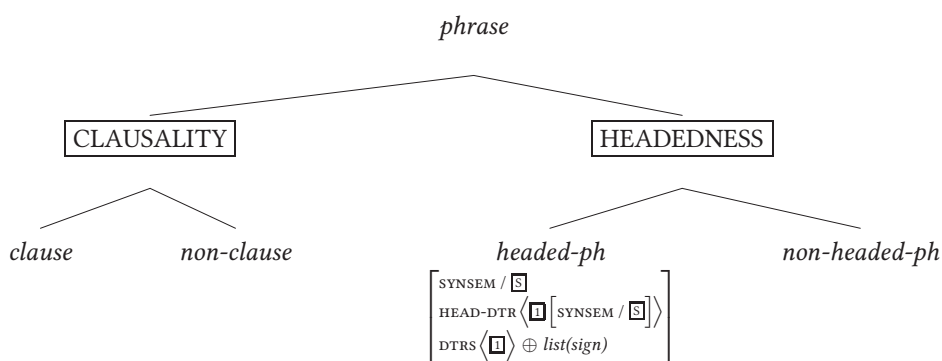 phrase
CLAUSALITY HEADEDNESS
clause non-clause headed-ph non-headed-ph
SYNSEM / S
HEAD-DTR ⟨1 [SYNSEM / S]⟩
DTRS ⟨1⟩ ⊕ list(sign)